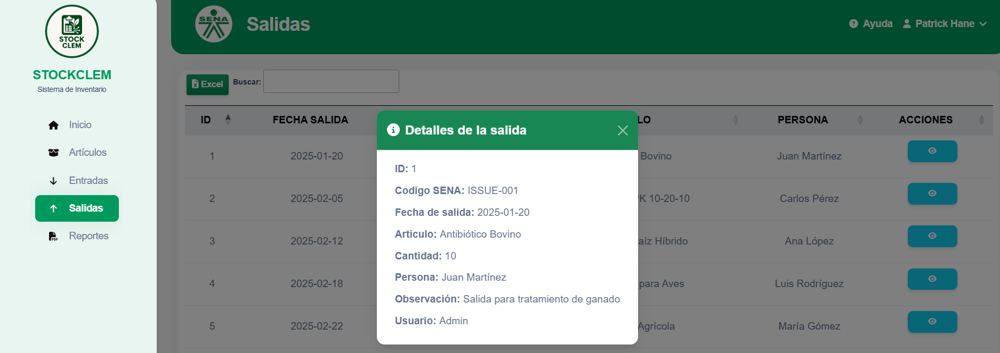 STOCK
CLEM
STOCKCLEM
Sistema de Inventario
Inicio
Artículos
Entradas
Salidas
Reportes
SENA
Salidas
Ayuda
Patrick Hane
Excel
Buscar:
ID
FECHA SALIDA
LO
PERSONA
ACCIONES
1
2025-01-20
Bovino
Juan Martínez
2
2025-02-05
PK 10-20-10
Carlos Pérez
3
2025-02-12
aíz Híbrido
Ana López
4
2025-02-18
para Aves
Luis Rodríguez
5
2025-02-22
Agrícola
María Gómez
Detalles de la salida
ID: 1
Codigo SENA: ISSUE-001
Fecha de salida: 2025-01-20
Articulo: Antibiótico Bovino
Cantidad: 10
Persona: Juan Martínez
Observación: Salida para tratamiento de ganado
Usuario: Admin